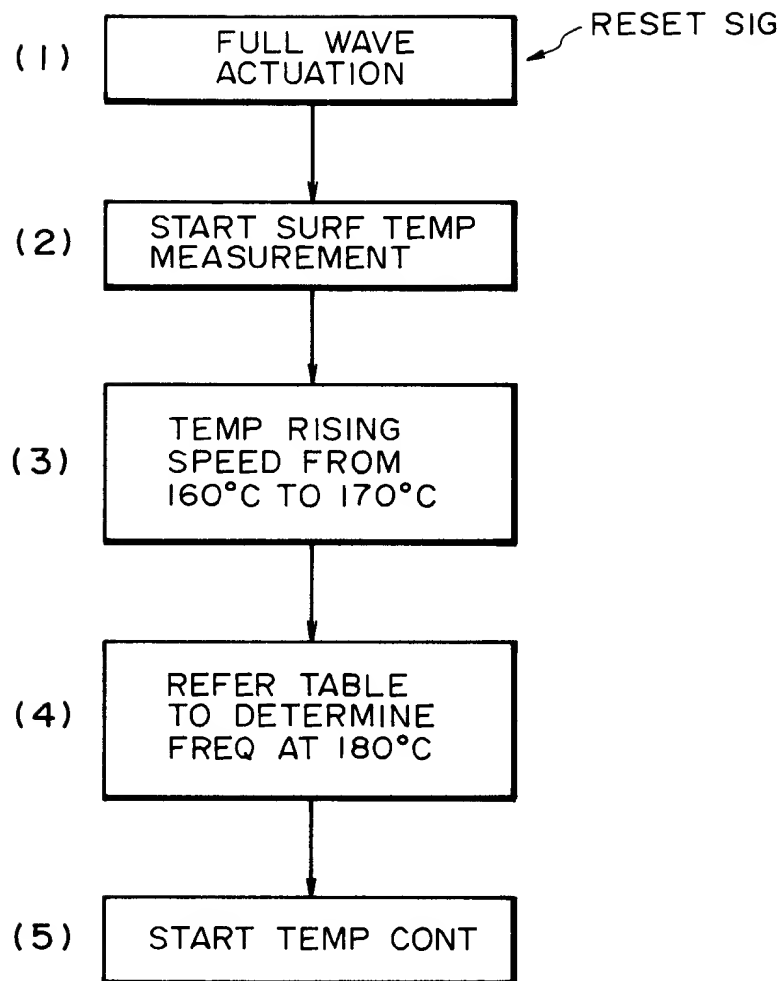 RESET SIG
(1)
FULL WAVE
ACTUATION
(2)
START SURF TEMP
MEASUREMENT
(3)
TEMP RISING
SPEED FROM
160°C TO 170°C
(4)
REFER TABLE
TO DETERMINE
FREQ AT 180°C
(5)
START TEMP CONT